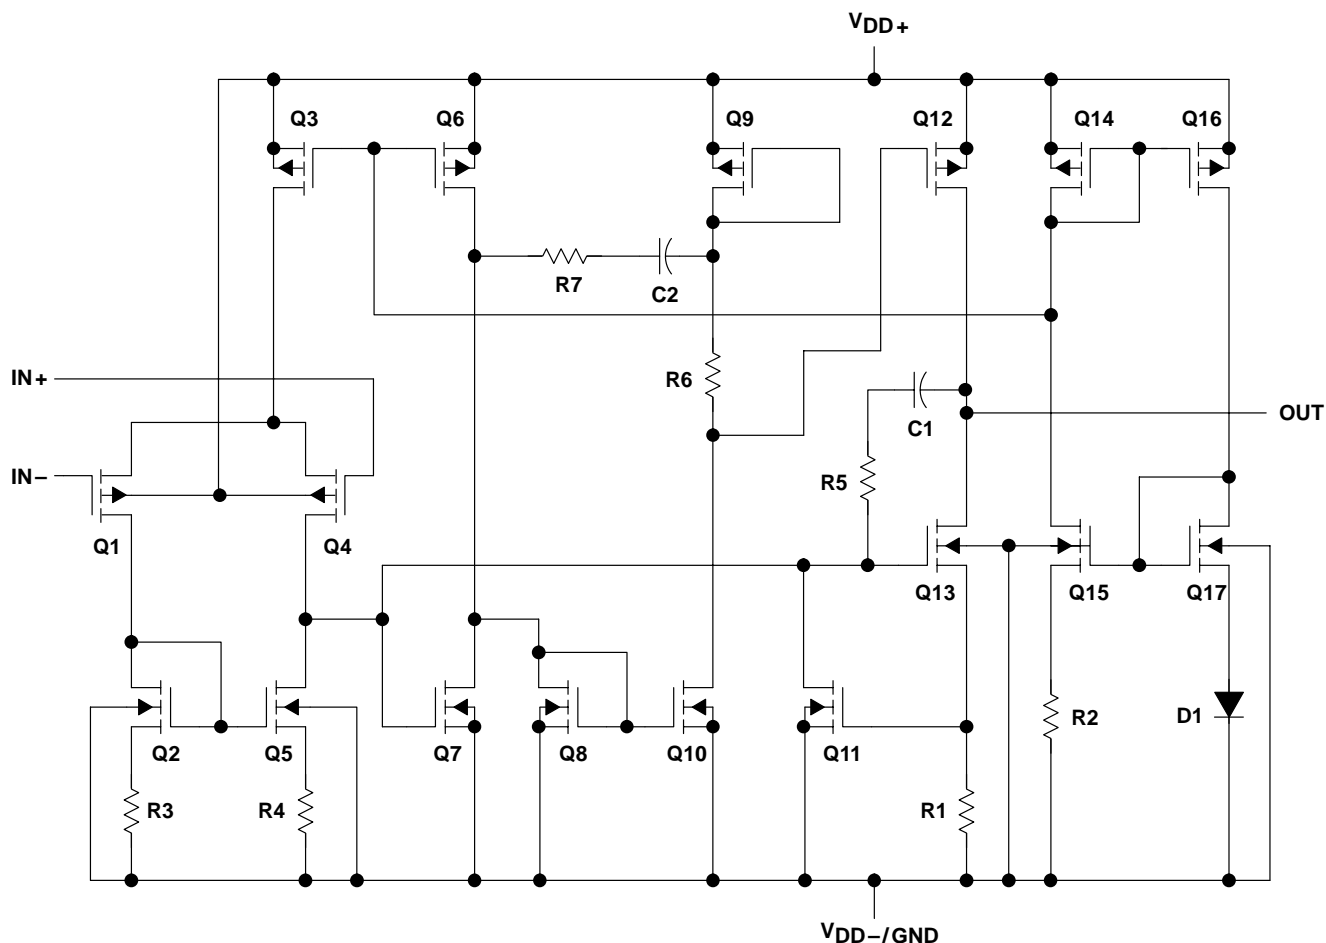 VDD+
Q3
Q6
Q9
Q12
Q14
Q16
R7
C2
IN+
R6
OUT
C1
IN−
R5
Q1
Q4
Q13
Q15
Q17
R2
D1
Q2
Q5
Q7
Q8
Q10
Q11
R3
R4
R1
VDD−/GND